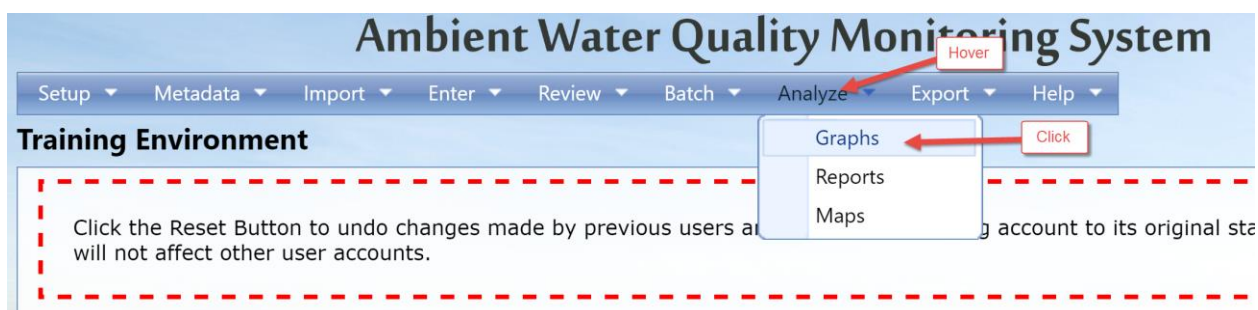 Ambient Water Quality Monitoring System
Hover
Setup Metadata Import Enter Review Batch Analyze Export Help
Training Environment
Graphs
Click
Reports
Maps
Click the Reset Button to undo changes made by previous users account to its original
will not affect other user accounts.